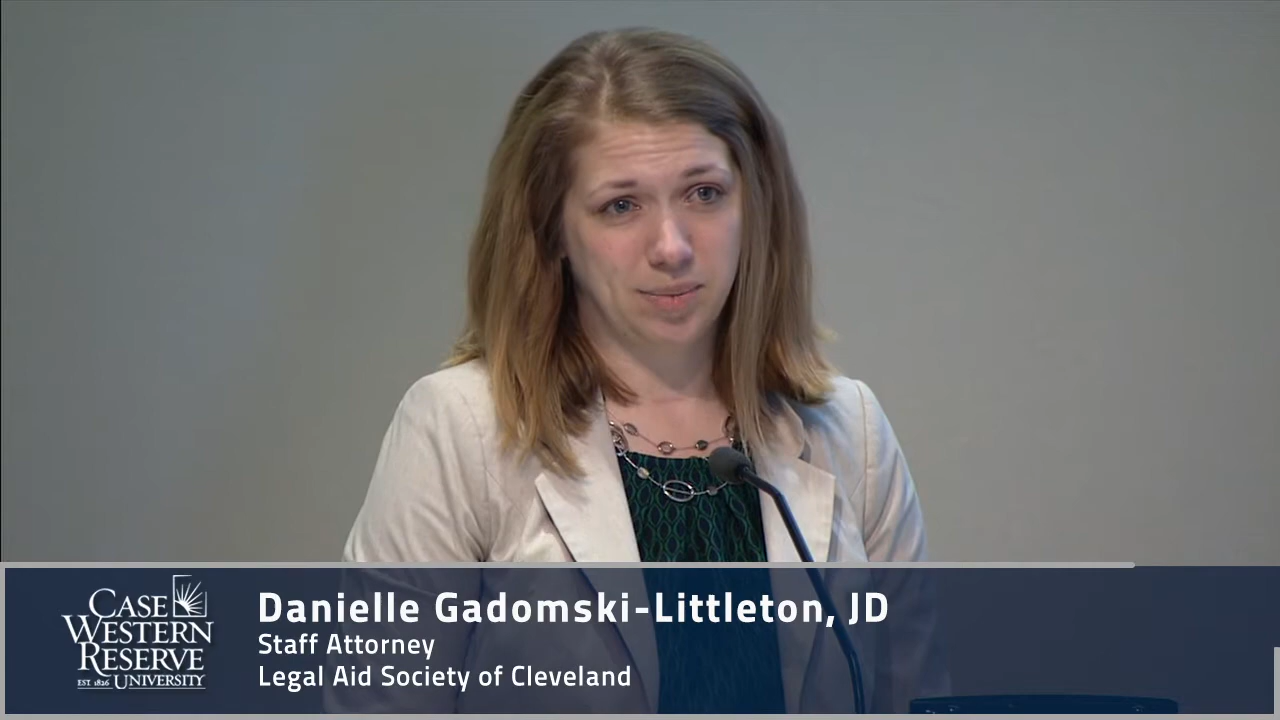 CASE
WESTERN
RESERVE
EST. 1826 UNIVERSITY
Danielle Gadomski-Littleton, JD
Staff Attorney
Legal Aid Society of Cleveland